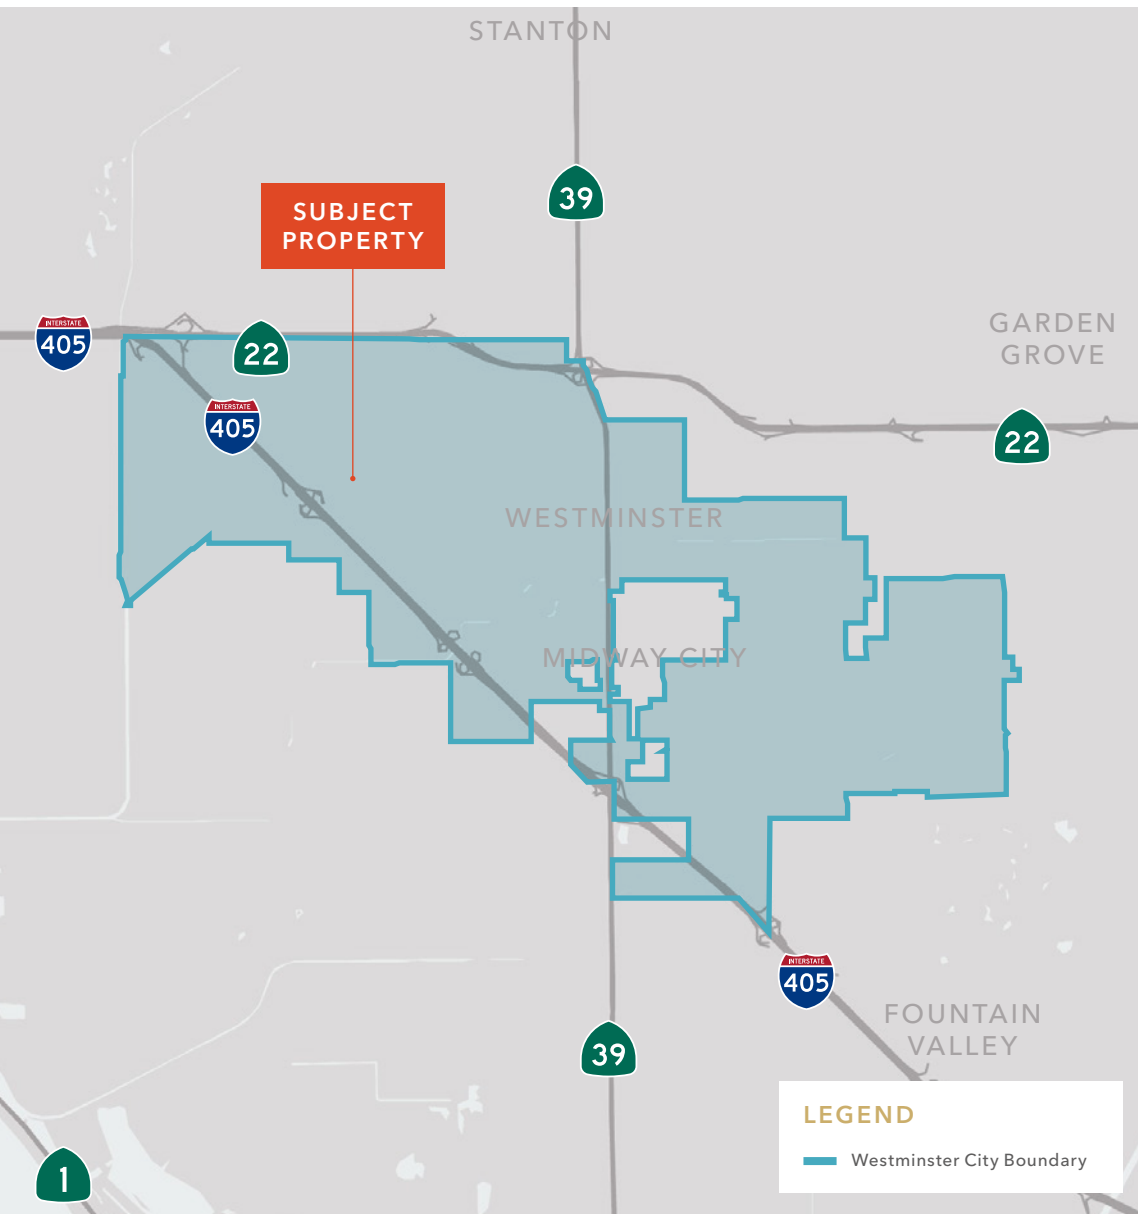 STANTON
39
SUBJECT
PROPERTY
INTERSTATE
405
22
GARDEN
GROVE
INTERSTATE
405
22
WESTMINSTER
MIDWAY CITY
INTERSTATE
405
FOUNTAIN
VALLEY
39
LEGEND
Westminster City Boundary
1